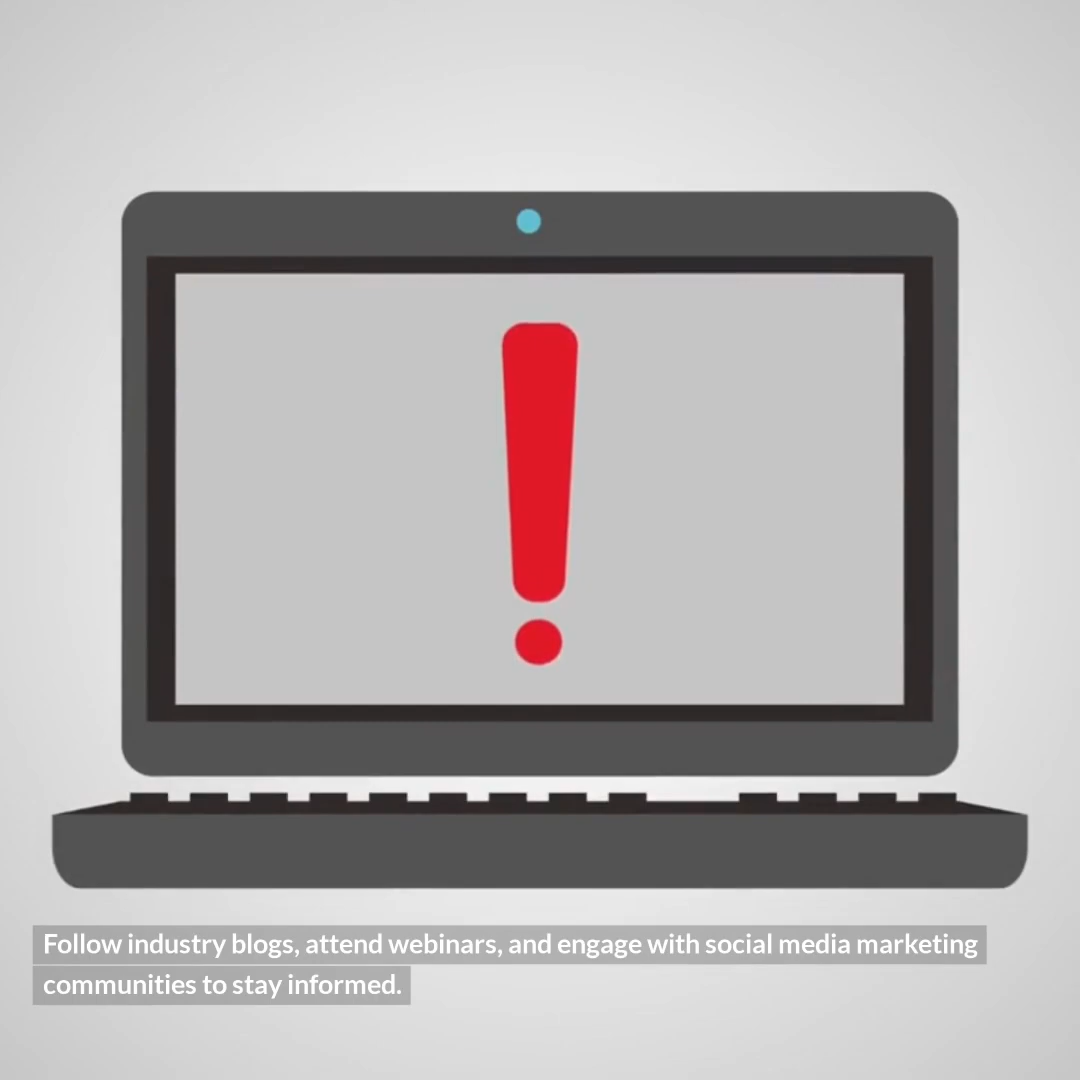 Follow industry blogs, attend webinars, and engage with social media marketing
communities to stay informed.